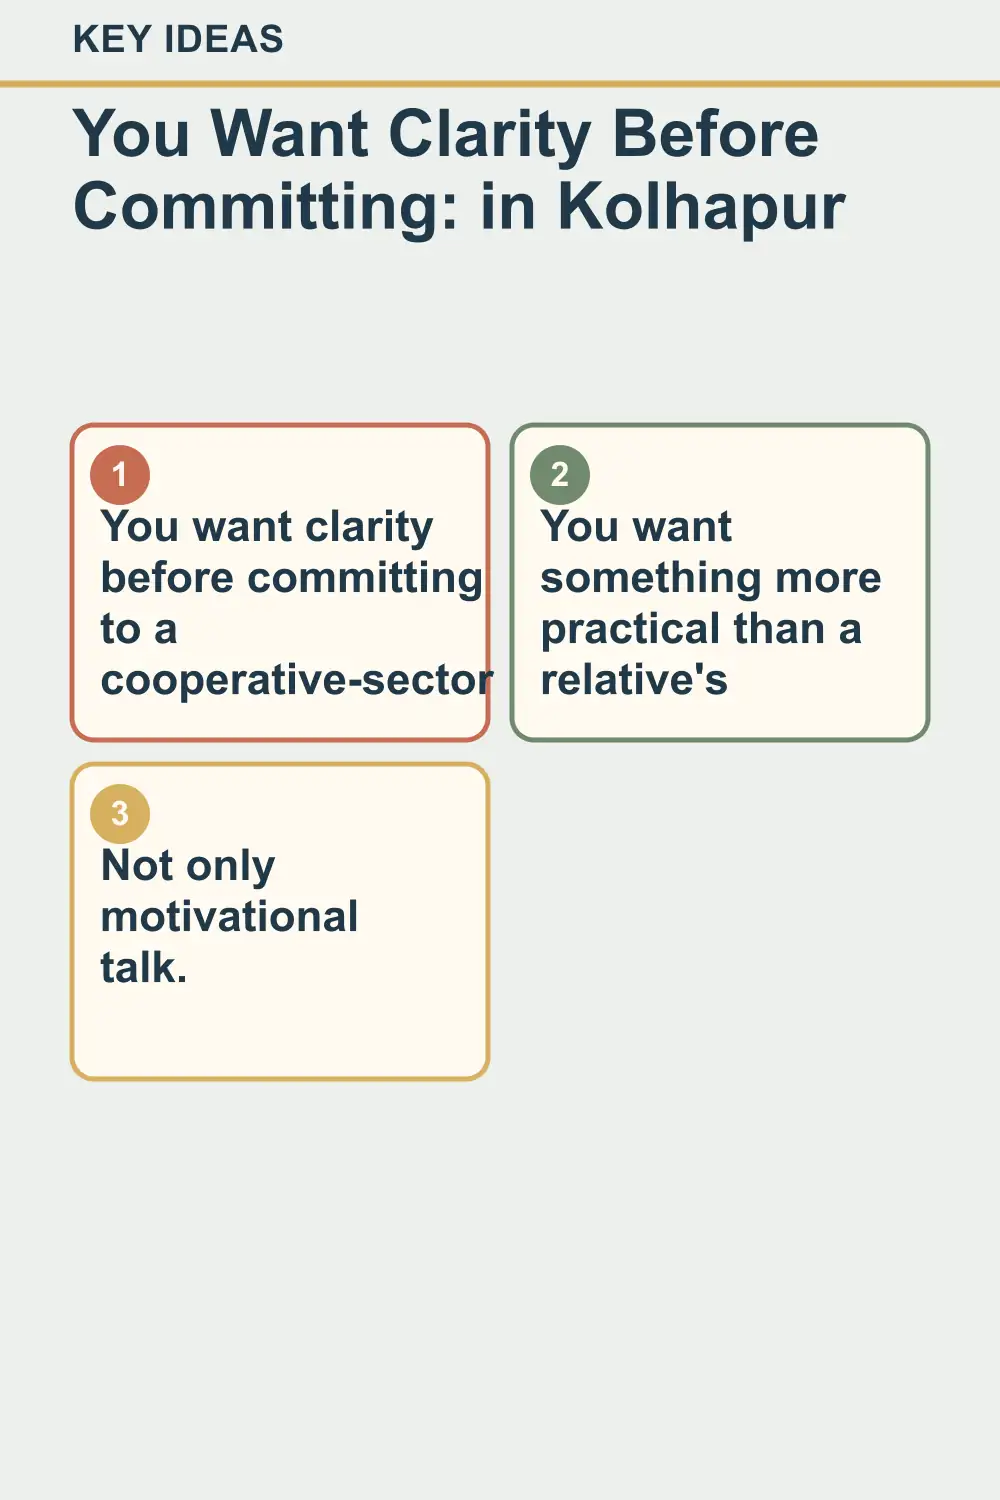 KEY IDEAS
You Want Clarity Before
Committing: in Kolhapur
1
You want clarity
before committing
to a
cooperative-sector
2
You want
something more
practical than a
relative's
3
Not only
motivational
talk.